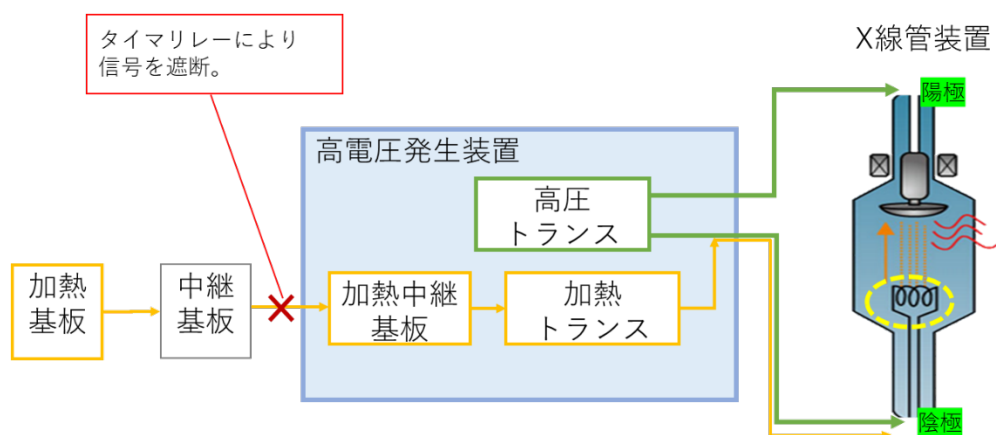 タイマリレーにより
信号を遮断。
X線管装置
陽極
高電圧発生装置
高圧
トランス
加熱
基板
中継
基板
加熱中継
基板
加熱
トランス
陰極